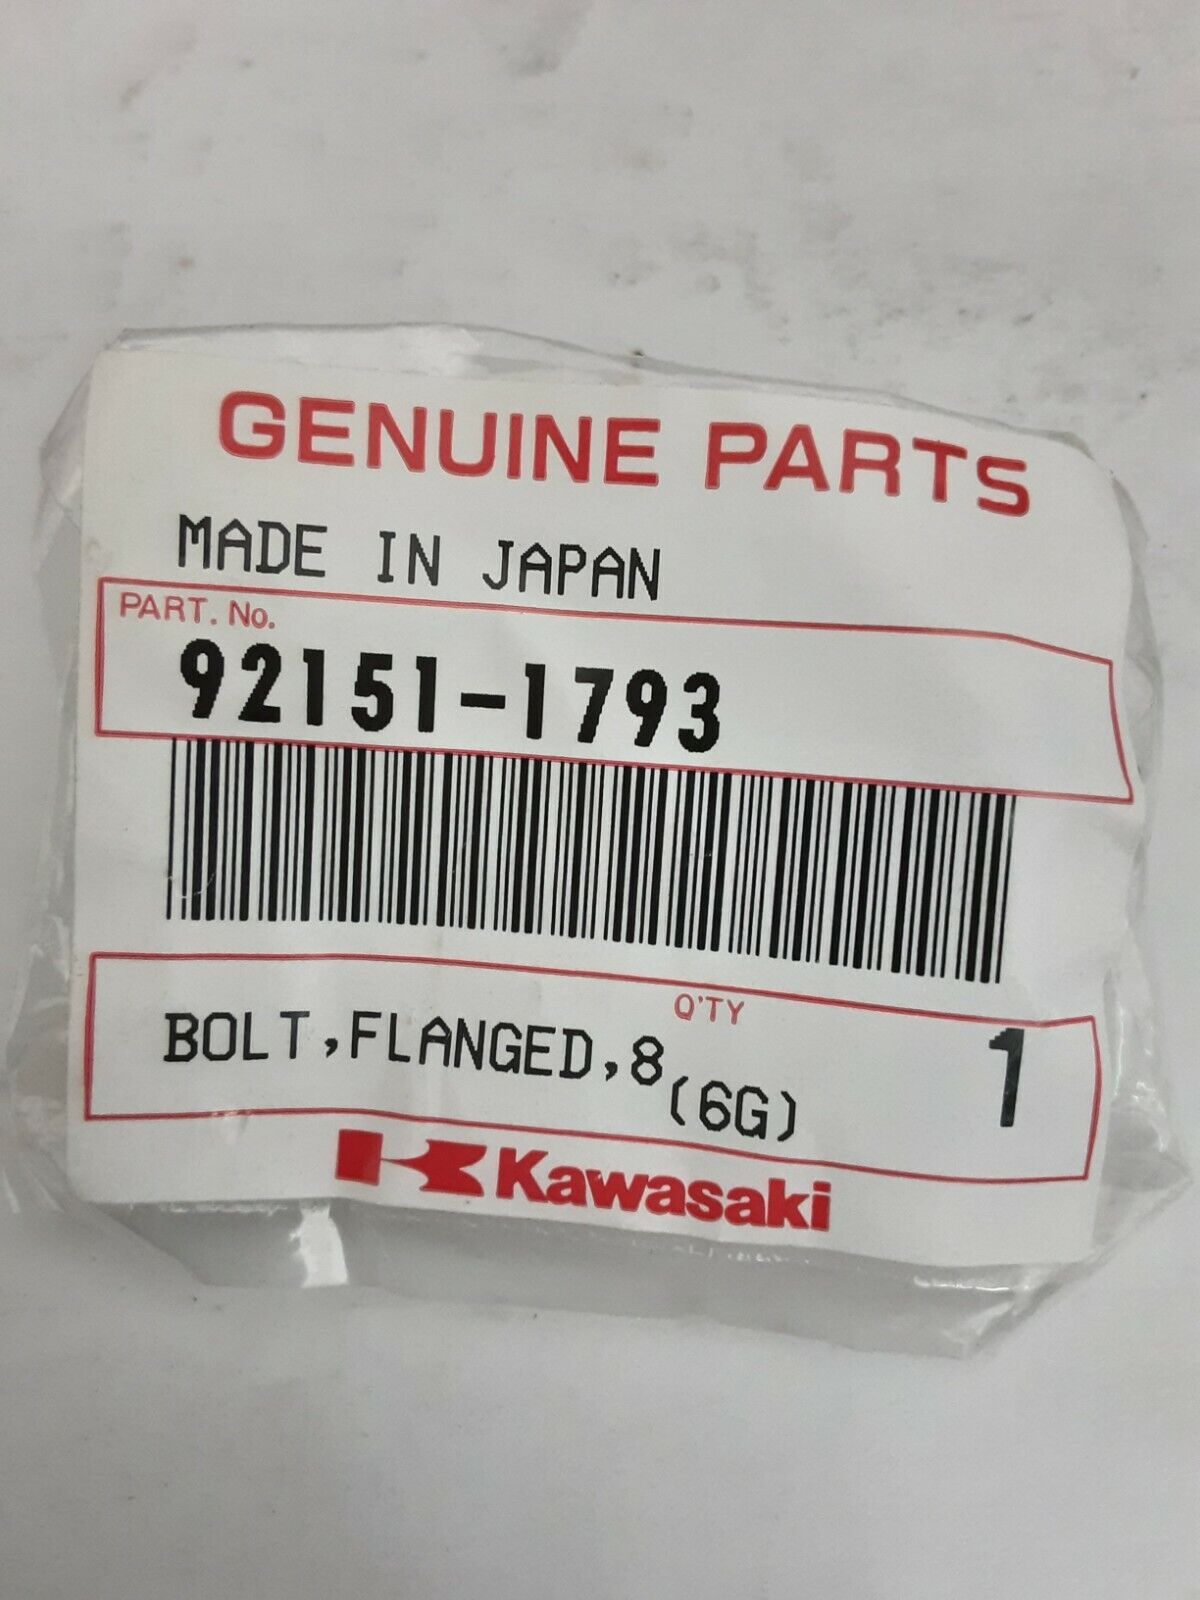 GENUINE PARTS
MADE IN JAPAN
PART. No.
92151-1793
Q'TY
BOLT,FLANGED,8(6G) 1
Kawasaki